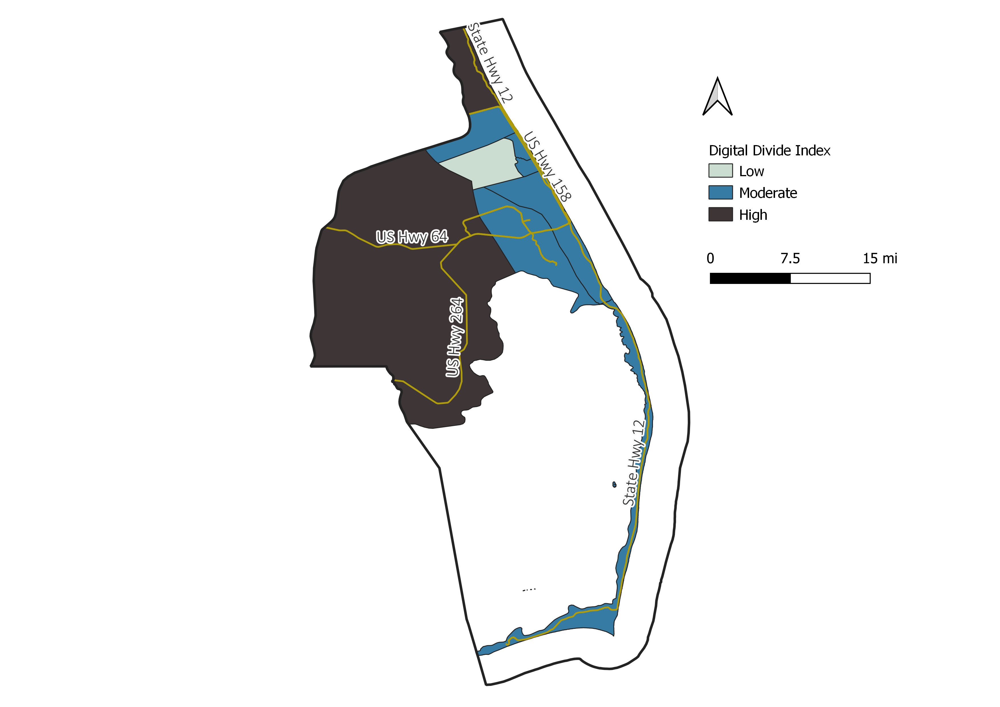 State Hwy 12
US Hwy 158
Digital Divide Index
Low
Moderate
High
US Hwy 64
0 7.5 15 mi
US Hwy 264
State Hwy 12